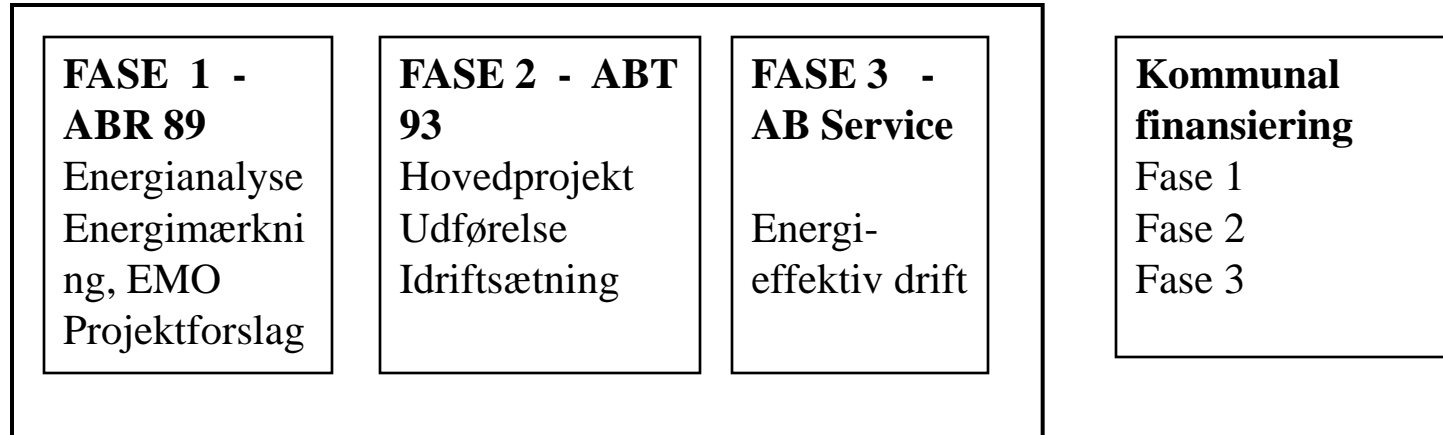 FASE 1 -
ABR 89
Energianalyse
Energimærkni
ng, EMO
Projektforslag
FASE 2 - ABT
93
Hovedprojekt
Udførelse
Idriftsætning
FASE 3 -
AB Service
Energi-
effektiv drift
Kommunal
finansiering
Fase 1
Fase 2
Fase 3